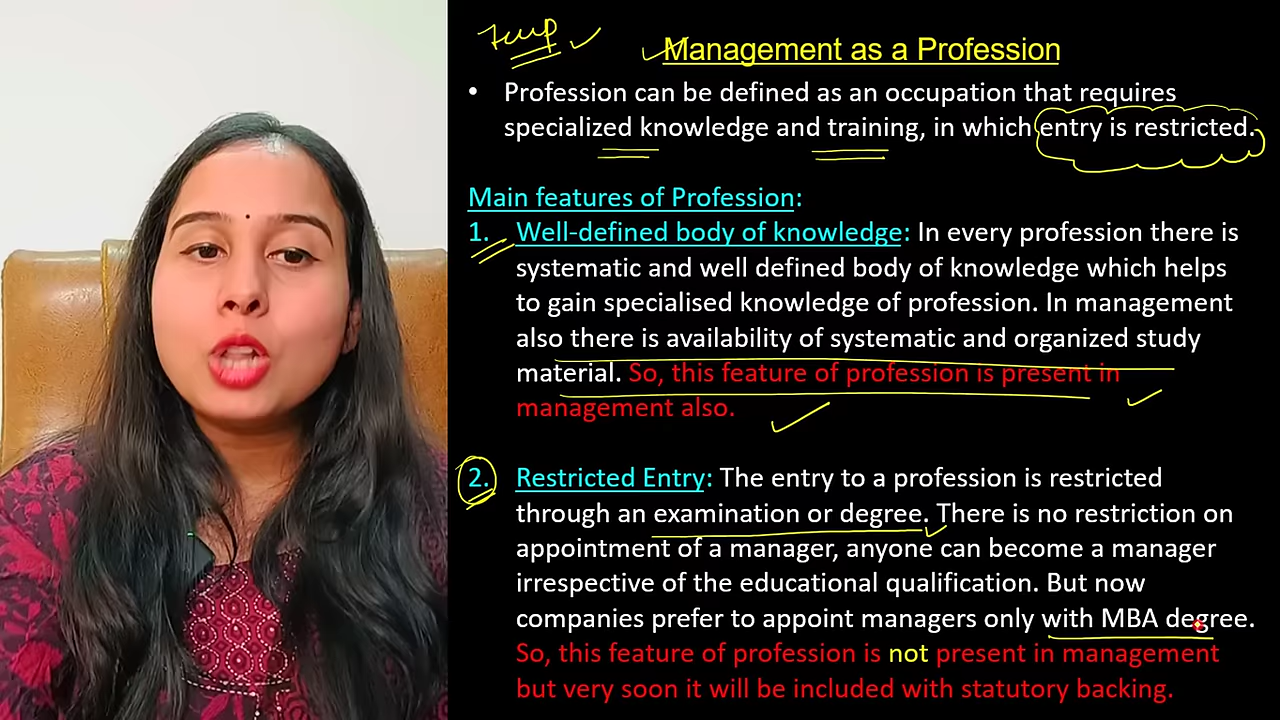 Imp
Management as a Profession
• Profession can be defined as an occupation that requires
specialized knowledge and training, in which entry is restricted.
Main features of Profession:
1. Well-defined body of knowledge: In every profession there is
systematic and well defined body of knowledge which helps
to gain specialised knowledge of profession. In management
also there is availability of systematic and organized study
material. So, this feature of profession is present in
management also.
2. Restricted Entry: The entry to a profession is restricted
through an examination or degree. There is no restriction on
appointment of a manager, anyone can become a manager
irrespective of the educational qualification. But now
companies prefer to appoint managers only with MBA degree.
So, this feature of profession is not present in management
but very soon it will be included with statutory backing.